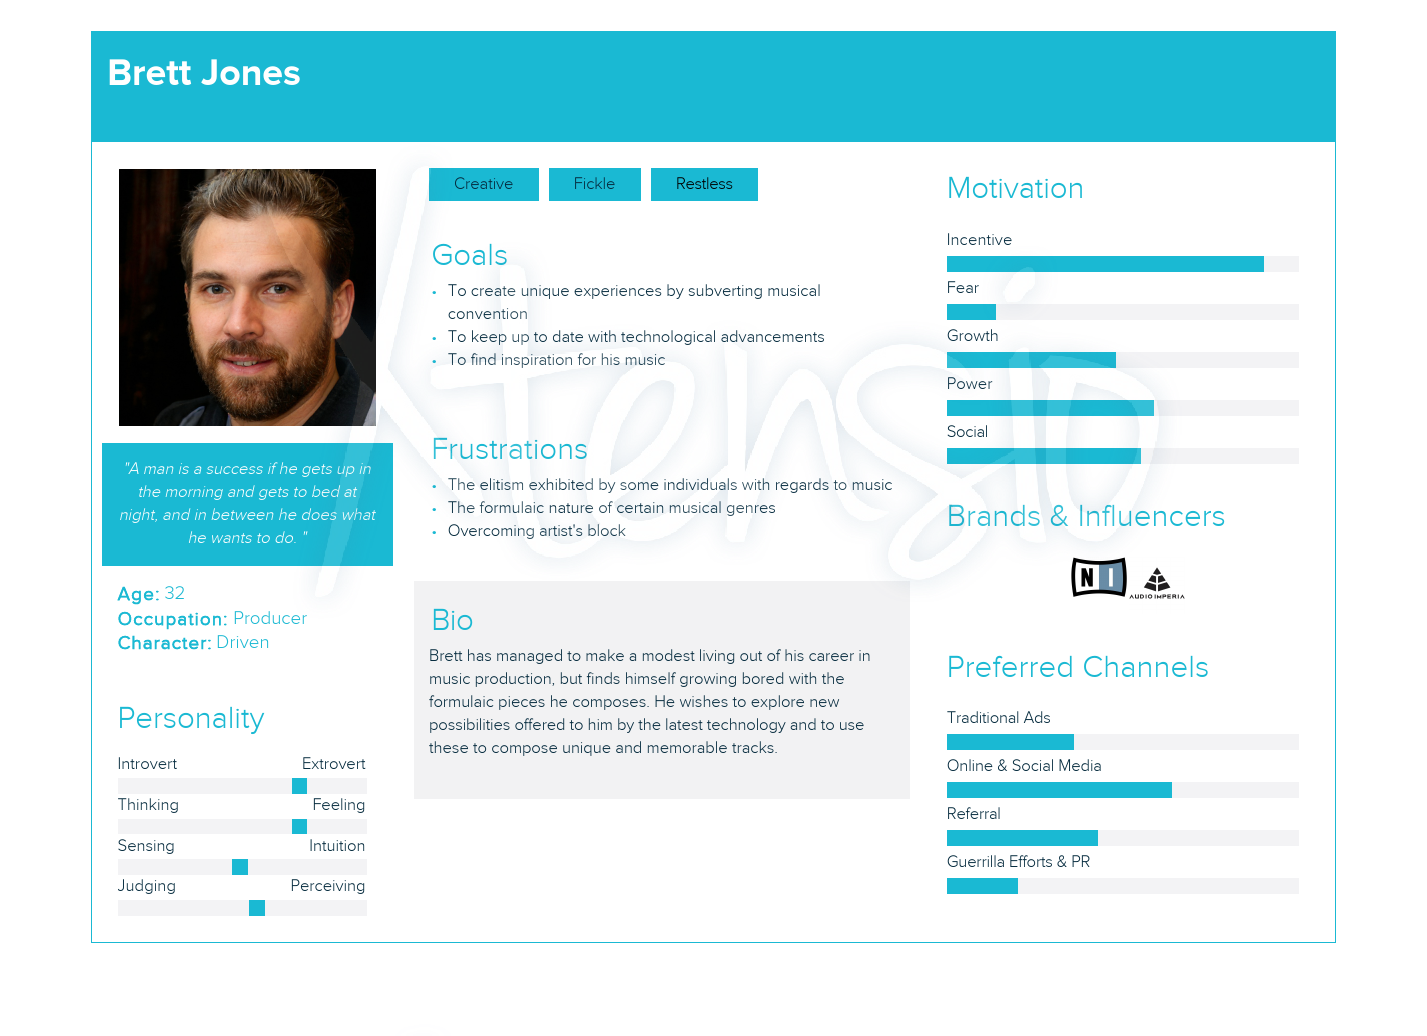 Brett Jones
Creative
Fickle
Restless
Goals
• To create unique experiences by subverting musical
convention
• To keep up to date with technological advancements
• To find inspiration for his music
Frustrations
• The elitism exhibited by some individuals with regards to music
• The formulaic nature of certain musical genres
• Overcoming artist's block
Bio
Brett has managed to make a modest living out of his career in
music production, but finds himself growing bored with the
formulaic pieces he composes. He wishes to explore new
possibilities offered to him by the latest technology and to use
these to compose unique and memorable tracks.
"A man is a success if he gets up in
the morning and gets to bed at
night, and in between he does what
he wants to do. "
Age: 32
Occupation: Producer
Character: Driven
Personality
Introvert Extrovert
Thinking Feeling
Sensing Intuition
Judging Perceiving
Motivation
Incentive
Fear
Growth
Power
Social
Brands & Influencers
NI
AUDIO IMPERIA
Preferred Channels
Traditional Ads
Online & Social Media
Referral
Guerrilla Efforts & PR
Xtensio